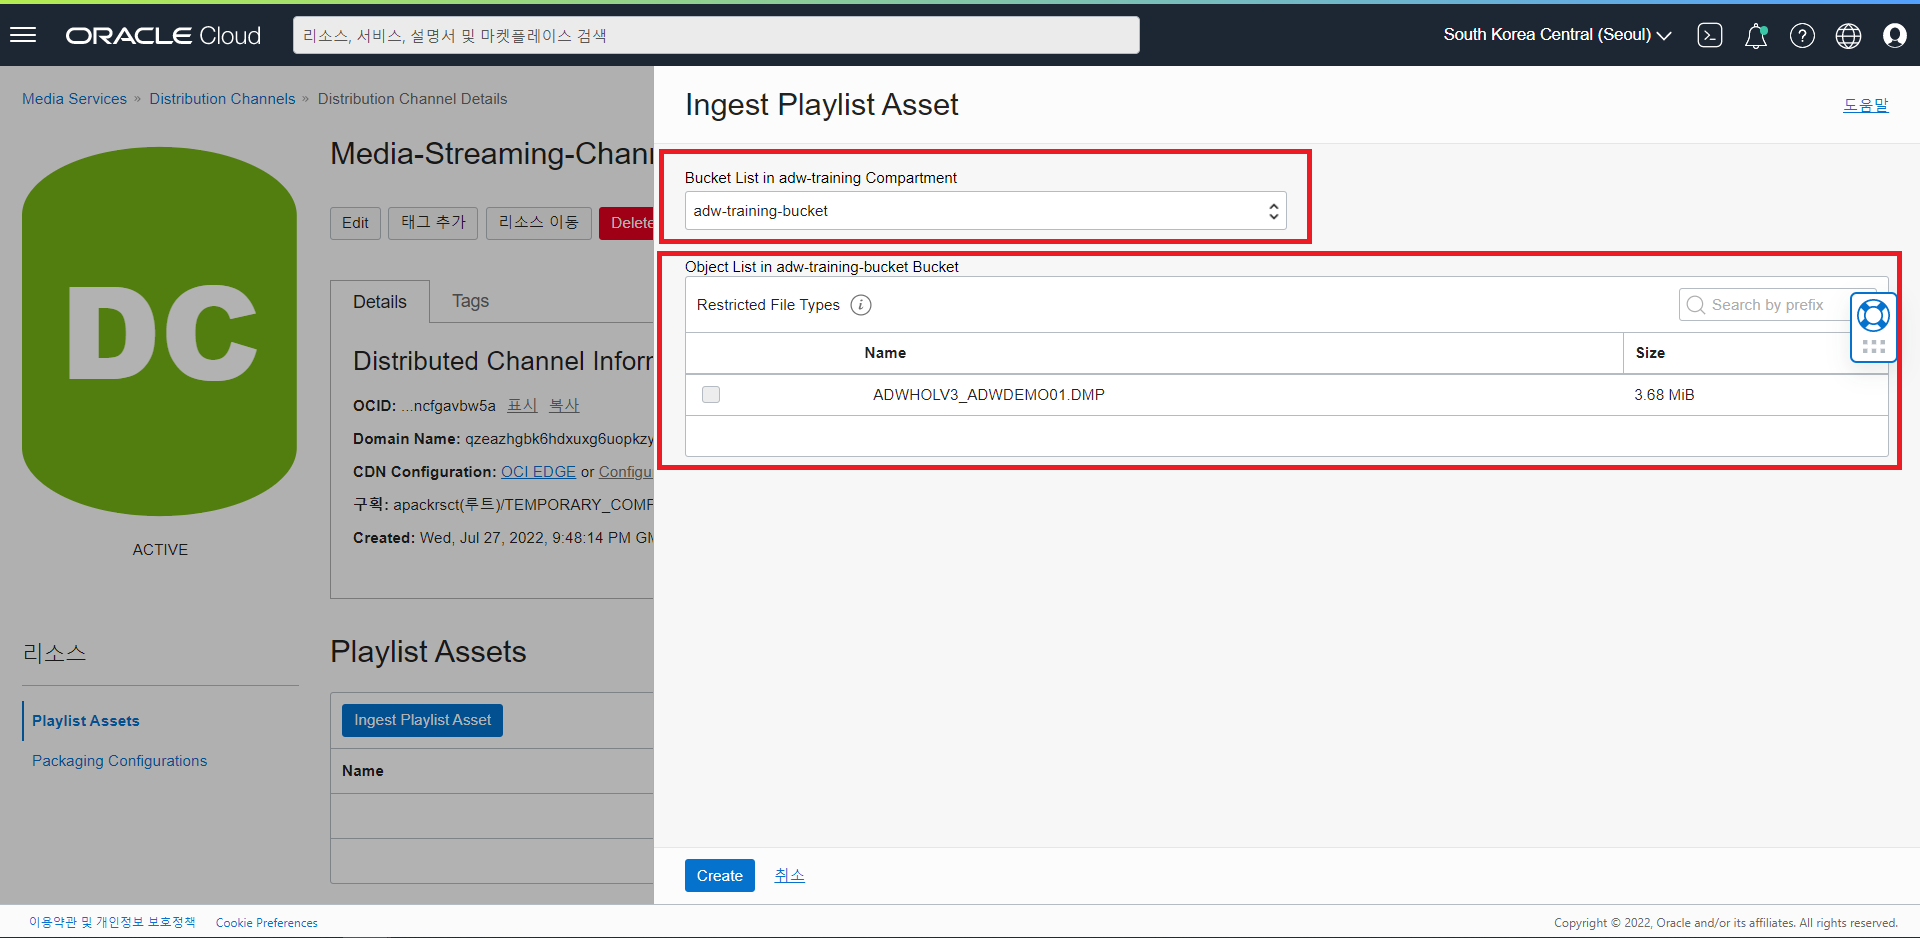 ORACLE Cloud
리소스, 서비스, 설명서 및 마켓플레이스 검색
South Korea Central (Seoul)
Media Services » Distribution Channels » Distribution Channel Details
DC
ACTIVE
Media-Streaming-Chann
Edit
태그 추가
리소스 이동
Delete
Details
Tags
Distributed Channel Infor
OCID: ...ncfgavbw5a 표시 복사
Domain Name: qzeazhgbk6hdxuxg6uopkzy
CDN Configuration: OCI EDGE or Configu
구획: apackrsct(루트)/TEMPORARY_COMP
Created: Wed, Jul 27, 2022, 9:48:14 PM GM
리소스
Playlist Assets
Packaging Configurations
Playlist Assets
Ingest Playlist Asset
Name
Ingest Playlist Asset
도움말
Bucket List in adw-training Compartment
adw-training-bucket
Object List in adw-training-bucket Bucket
Restricted File Types i
Search by prefix
Name
Size
ADWHOLV3_ADWDEMO01.DMP
3.68 MiB
Create
취소
이용약관 및 개인정보 보호정책
Cookie Preferences
Copyright © 2022, Oracle and/or its affiliates. All rights reserved.